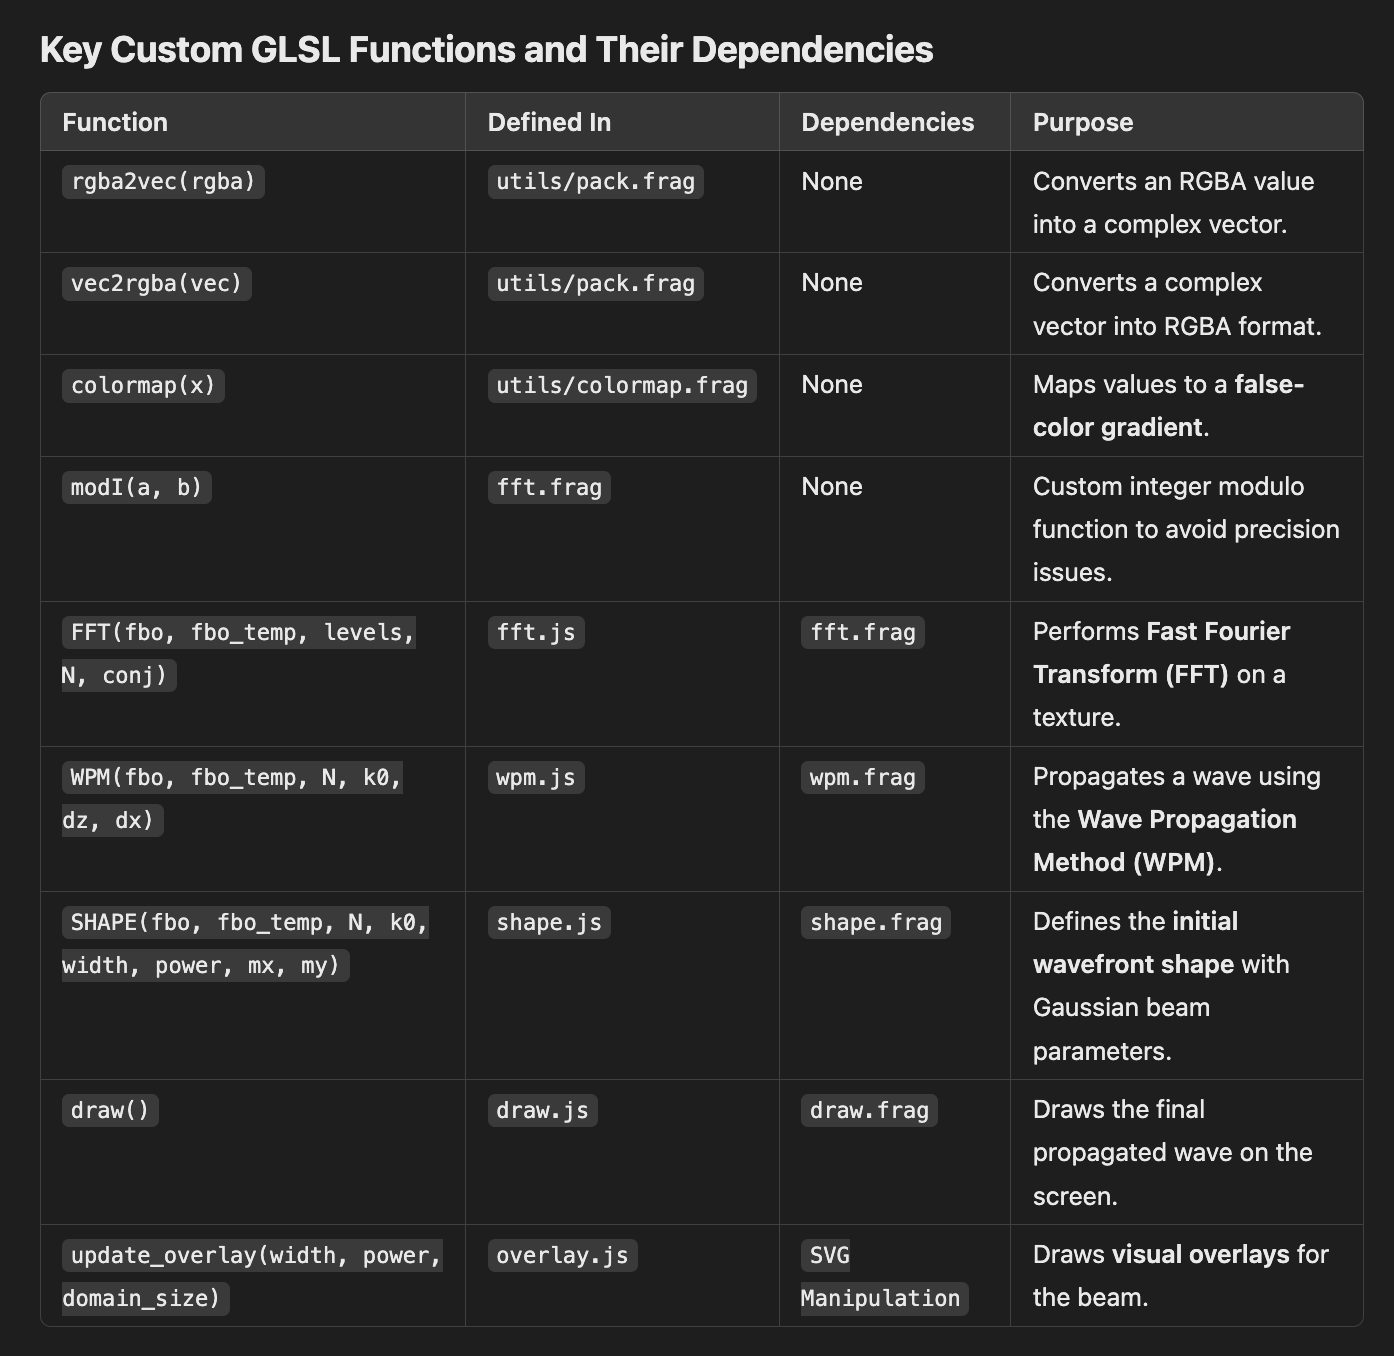 Key Custom GLSL Functions and Their Dependencies
Function Defined In Dependencies Purpose
rgba2vec(rgba) utils/pack.frag None Converts an RGBA value
into a complex vector.
vec2rgba(vec) utils/pack.frag None Converts a complex
vector into RGBA format.
colormap(x) utils/colormap.frag None Maps values to a false-
color gradient.
modI(a, b) fft.frag None Custom integer modulo
function to avoid precision
issues.
FFT(fbo, fbo_temp, levels, fft.js fft.frag Performs Fast Fourier
N, conj) Transform (FFT) on a
texture.
WPM(fbo, fbo_temp, N, k0, wpm.js wpm.frag Propagates a wave using
dz, dx) the Wave Propagation
Method (WPM).
SHAPE(fbo, fbo_temp, N, k0, shape.js shape.frag Defines the initial
width, power, mx, my) wavefront shape with
Gaussian beam
parameters.
draw() draw.js draw.frag Draws the final
propagated wave on the
screen.
update_overlay(width, power, overlay.js SVG Draws visual overlays for
domain_size) Manipulation the beam.